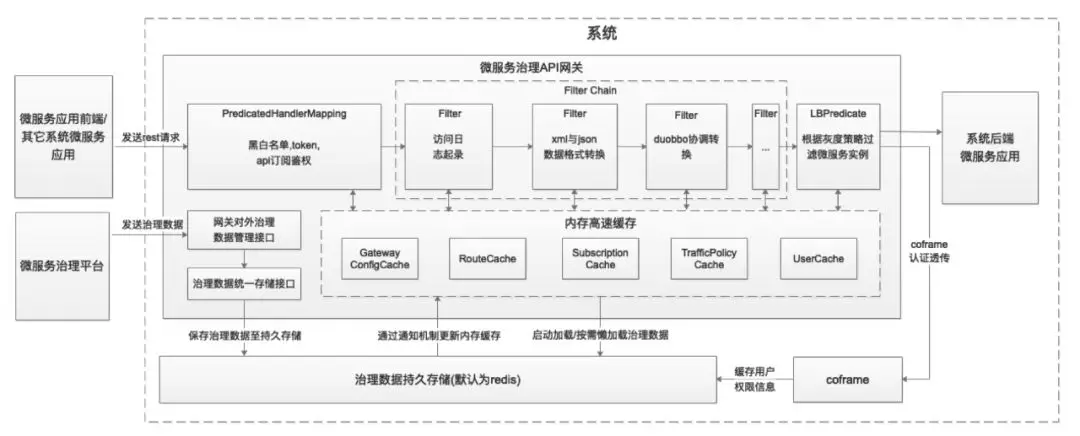 系统
微服务治理API网关
微服务应用前端/
其它系统微服务
应用
发送rest请求
PredicatedHandlerMapping
黑白名单,token,
api订阅鉴权
Filter Chain
Filter
访问日
志起录
Filter
xml与json
数据格式转换
Filter
duobbo协调转
换
Filter
...
LBPredicate
根据灰度策略过
滤微服务实例
系统后端
微服务应用
微服务治理平台
发送治理数据
网关对外治理
数据管理接口
治理数据统一存储接口
内存高速缓存
Gateway
ConfigCache
RouteCache
Subscription
Cache
TrafficPolicy
Cache
UserCache
coframe
认证透传
保存治理数据至持久存储
通过通知机制更新内存缓存
启动加载/按需懒加载治理数据
治理数据持久存储(默认为redis)
缓存用户
权限信息
coframe